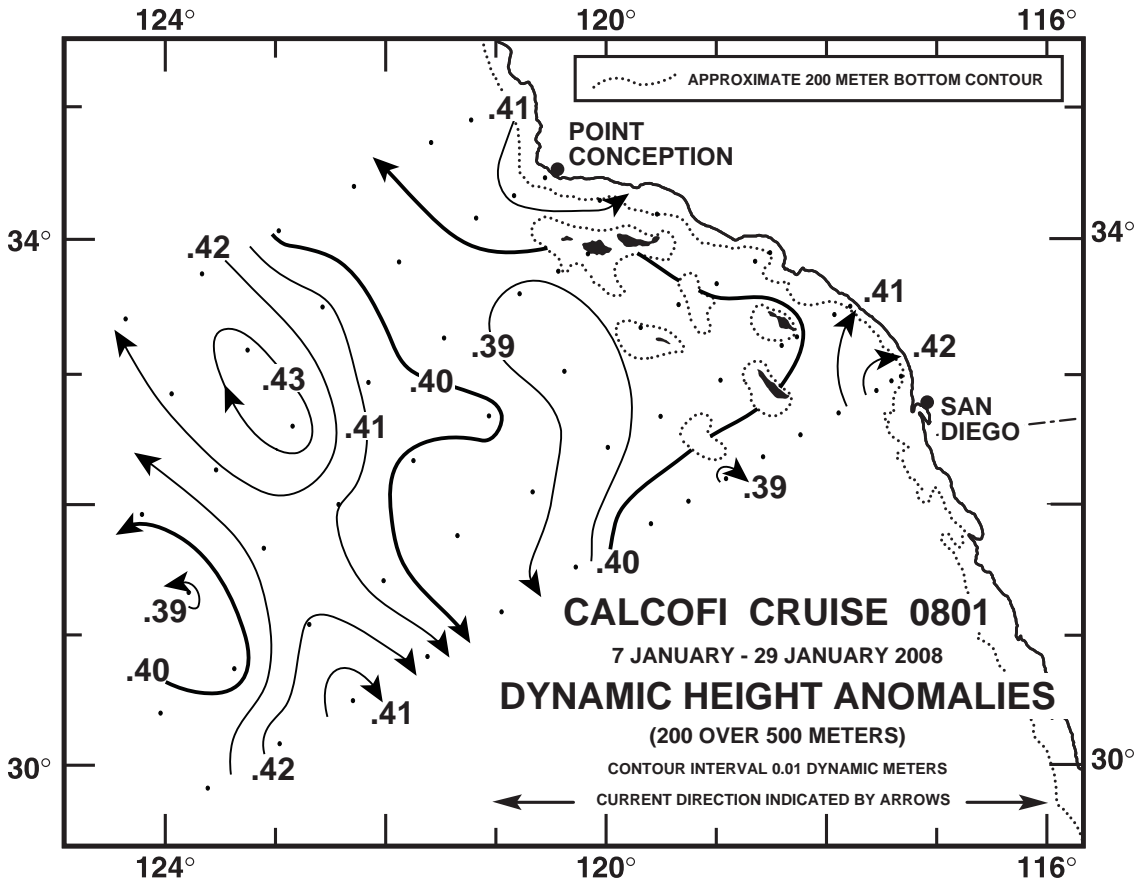 124° 120° 116°
APPROXIMATE 200 METER BOTTOM CONTOUR
.41
POINT
CONCEPTION
34° 34°
.42
.41
.39 .42
.43 .40
.41 SAN
DIEGO
.39
.40
.39 CALCOFI CRUISE 0801
7 JANUARY - 29 JANUARY 2008
.40 DYNAMIC HEIGHT ANOMALIES
.41
(200 OVER 500 METERS)
30° .42 CONTOUR INTERVAL 0.01 DYNAMIC METERS 30°
CURRENT DIRECTION INDICATED BY ARROWS
124° 120° 116°